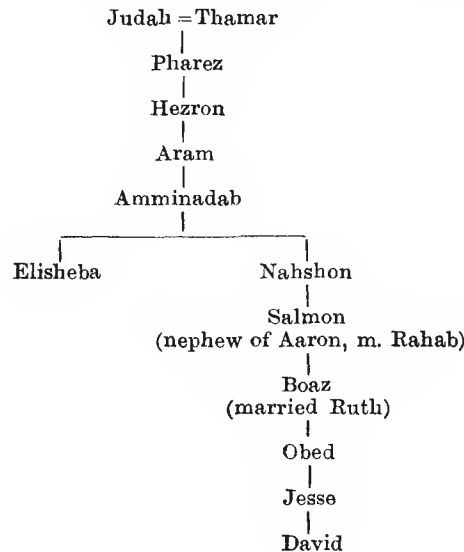 Judah = Thamar
Pharez
Hezron
Aram
Amminadab
Elisheba Nahshon
Salmon
(nephew of Aaron, m. Rahab)
Boaz
(married Ruth)
Obed
Jesse
David